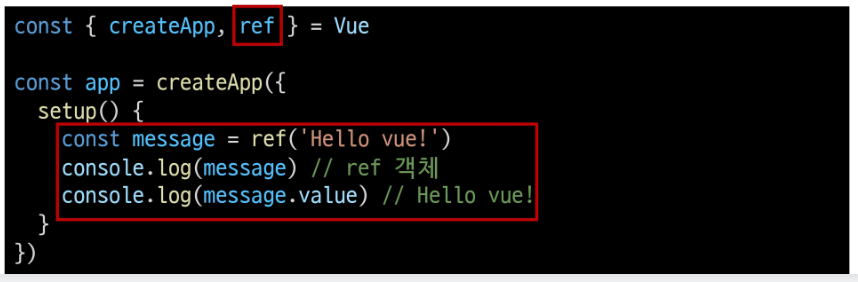 const { createApp, ref } = Vue
const app = createApp({
setup() {
const message = ref('Hello vue!')
console.log(message) // ref 객체
console.log(message.value) // Hello vue!
}
})